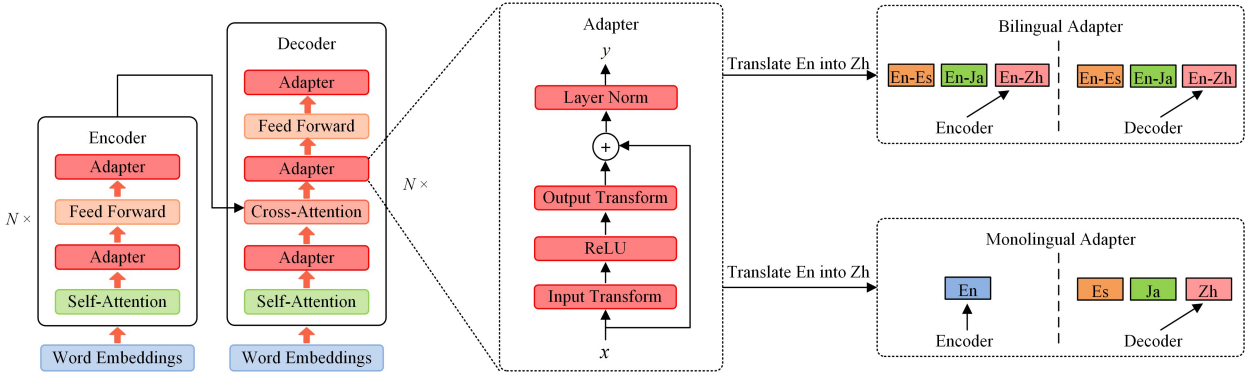 Encoder
Adapter
Feed Forward
Adapter
Self-Attention
Word Embeddings
N ×
Decoder
Adapter
Feed Forward
Adapter
Cross-Attention
Adapter
Self-Attention
Word Embeddings
N ×
Adapter
y
Layer Norm
+
Output Transform
ReLU
Input Transform
x
Translate En into Zh
Bilingual Adapter
En-Es En-Ja En-Zh
Encoder
En-Es En-Ja En-Zh
Decoder
Translate En into Zh
Monolingual Adapter
En
Encoder
Es Ja Zh
Decoder